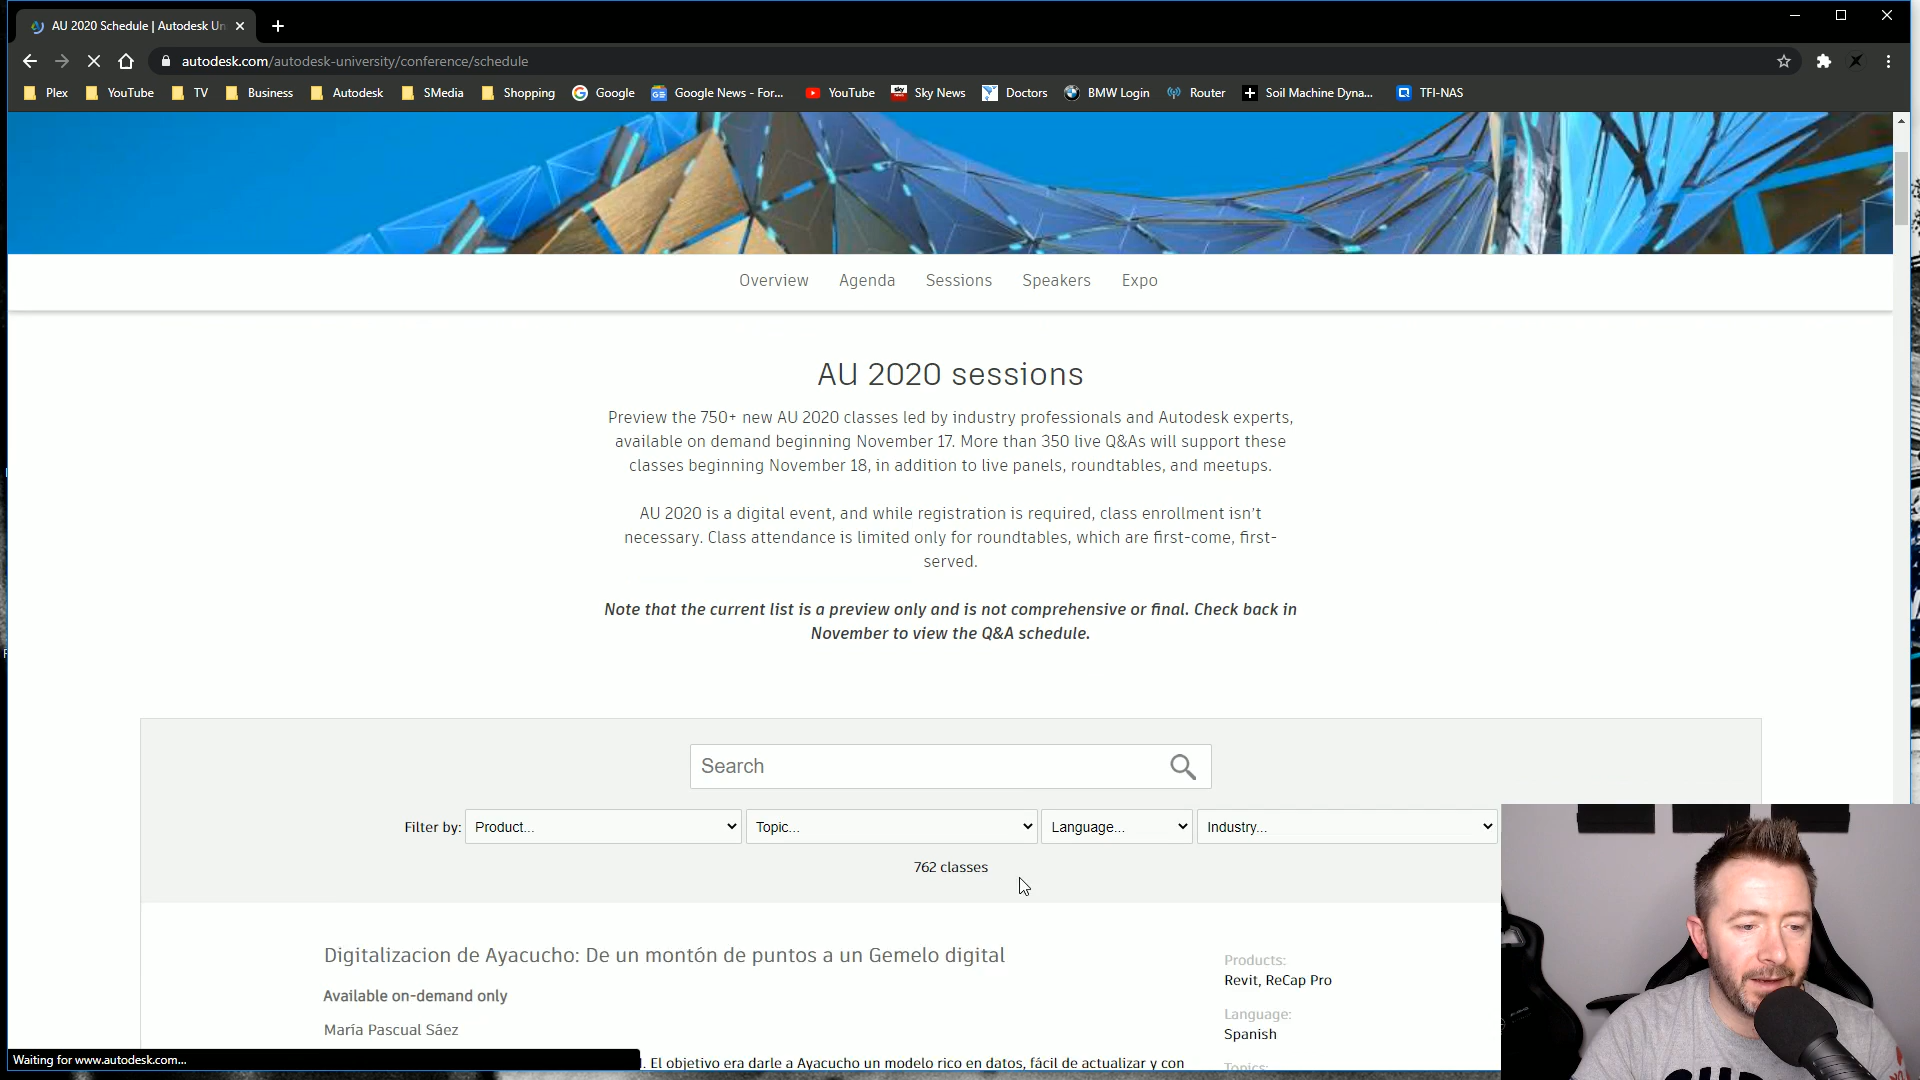 AU 2020 Schedule | Autodesk Un
autodesk.com/autodesk-university/conference/schedule
Plex YouTube TV Business Autodesk SMedia Shopping Google Google News - For... YouTube Sky News Doctors BMW Login Router Soil Machine Dyna... TFI-NAS
Overview Agenda Sessions Speakers Expo
AU 2020 sessions
Preview the 750+ new AU 2020 classes led by industry professionals and Autodesk experts,
available on demand beginning November 17. More than 350 live Q&As will support these
classes beginning November 18, in addition to live panels, roundtables, and meetups.
AU 2020 is a digital event, and while registration is required, class enrollment isn't
necessary. Class attendance is limited only for roundtables, which are first-come, first-
served.
Note that the current list is a preview only and is not comprehensive or final. Check back in
November to view the Q&A schedule.
Search
Filter by: Product... Topic... Language... Industry...
762 classes
Digitalizacion de Ayacucho: De un montón de puntos a un Gemelo digital
Available on-demand only
María Pascual Sáez
. El objetivo era darle a Ayacucho un modelo rico en datos, fácil de actualizar y con
Products:
Revit, ReCap Pro
Language:
Spanish
Topics:
Waiting for www.autodesk.com...